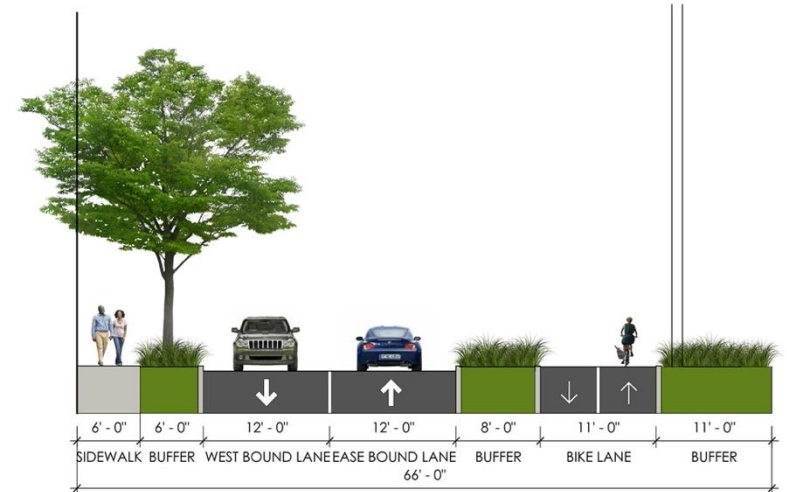 6' - 0" 6' - 0" 12' - 0" 12' - 0" 8' - 0" 11' - 0" 11' - 0"
SIDEWALK BUFFER WEST BOUND LANE EASE BOUND LANE BUFFER BIKE LANE BUFFER
66' - 0"